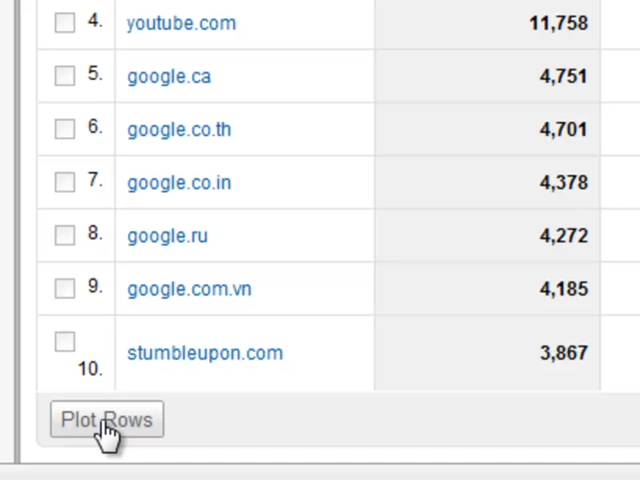 4. youtube.com 11,758
5. google.ca 4,751
6. google.co.th 4,701
7. google.co.in 4,378
8. google.ru 4,272
9. google.com.vn 4,185
10. stumbleupon.com 3,867
Plot Rows